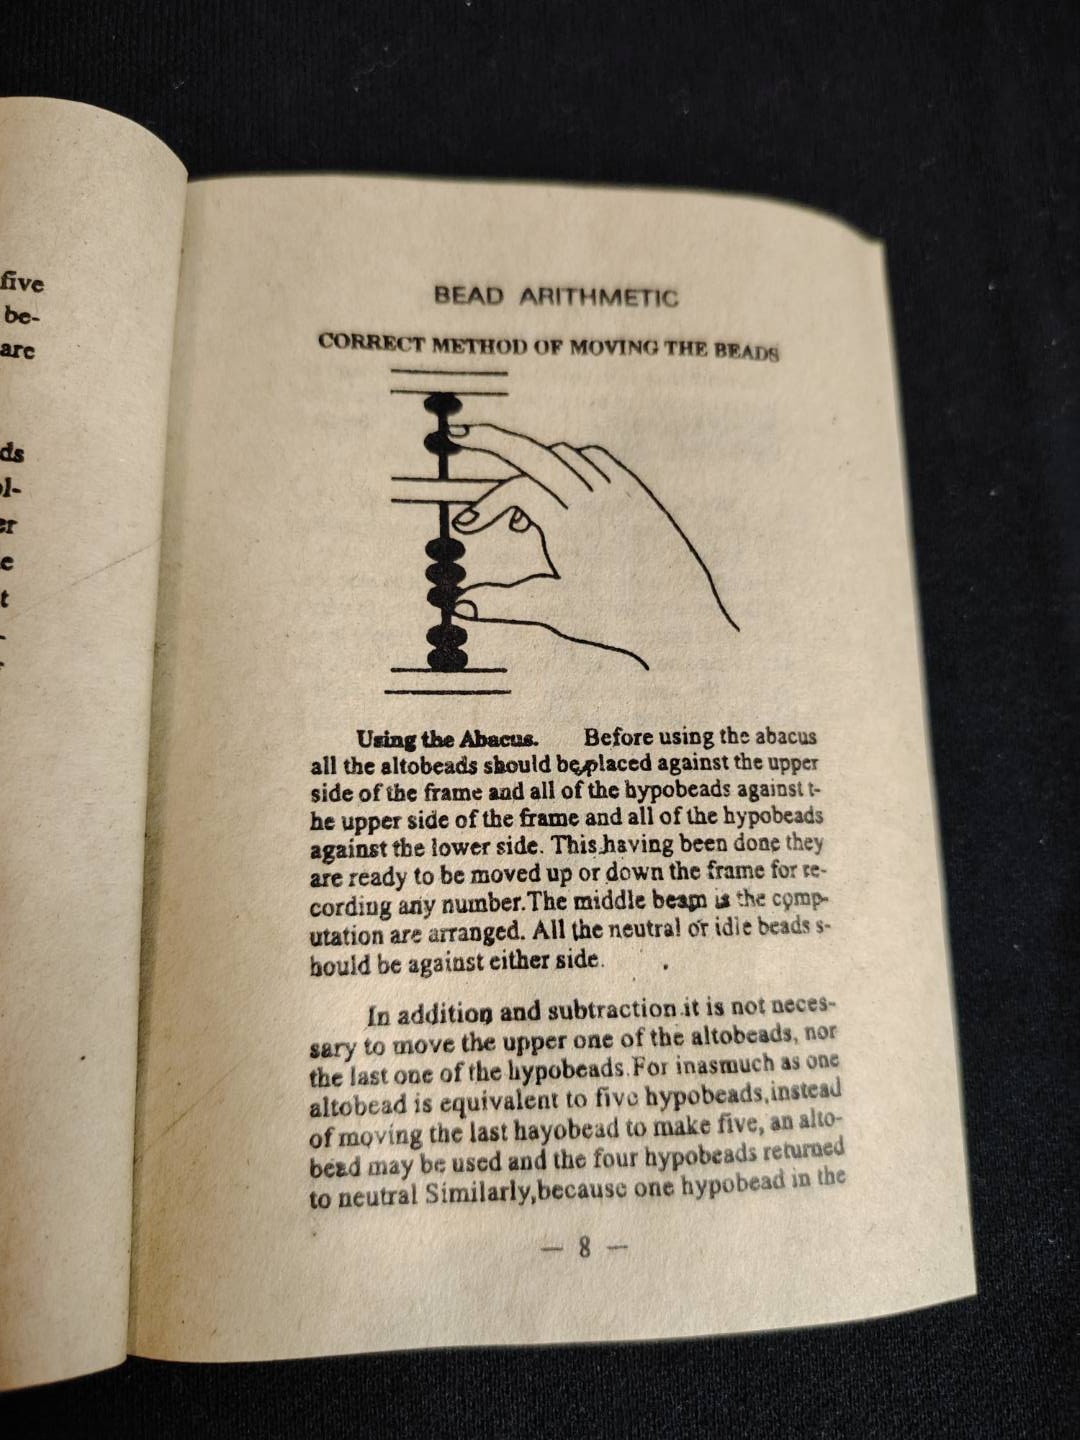 five
be-
are
ds
l-
er
e
t
-
BEAD ARITHMETIC
CORRECT METHOD OF MOVING THE BEADS
Using the Abacus. Before using the abacus
all the altobeads should be placed against the upper
side of the frame and all of the hypobeads against t-
he upper side of the frame and all of the hypobeads
against the lower side. This having been done they
are ready to be moved up or down the frame for re-
cording any number.The middle beam is the comp-
utation are arranged. All the neutral or idle beads s-
hould be against either side.
In addition and subtraction it is not neces-
sary to move the upper one of the altobeads, nor
the last one of the hypobeads.For inasmuch as one
altobead is equivalent to five hypobeads,instead
of moving the last hayobead to make five, an alto-
bead may be used and the four hypobeads returned
to neutral Similarly,because one hypobead in the
— 8 —